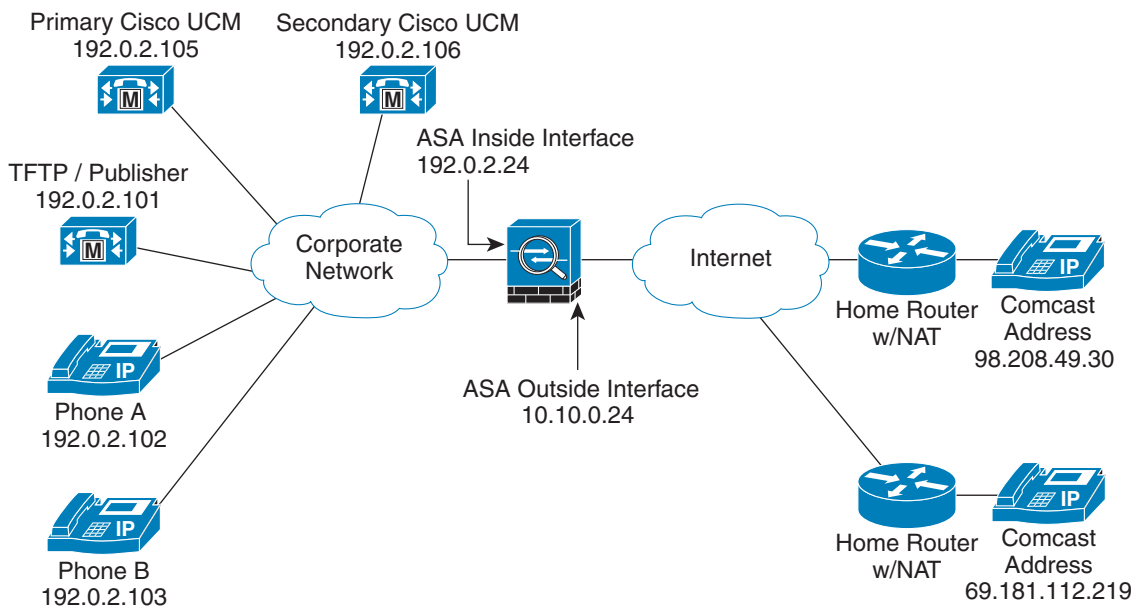 Primary Cisco UCM
192.0.2.105
Secondary Cisco UCM
192.0.2.106
M
M
ASA Inside Interface
192.0.2.24
TFTP / Publisher
192.0.2.101
M
Corporate
Network
Internet
IP
Home Router
w/NAT
Comcast
Address
98.208.49.30
IP
Phone A
192.0.2.102
ASA Outside Interface
10.10.0.24
IP
Phone B
192.0.2.103
IP
Home Router
w/NAT
Comcast
Address
69.181.112.219